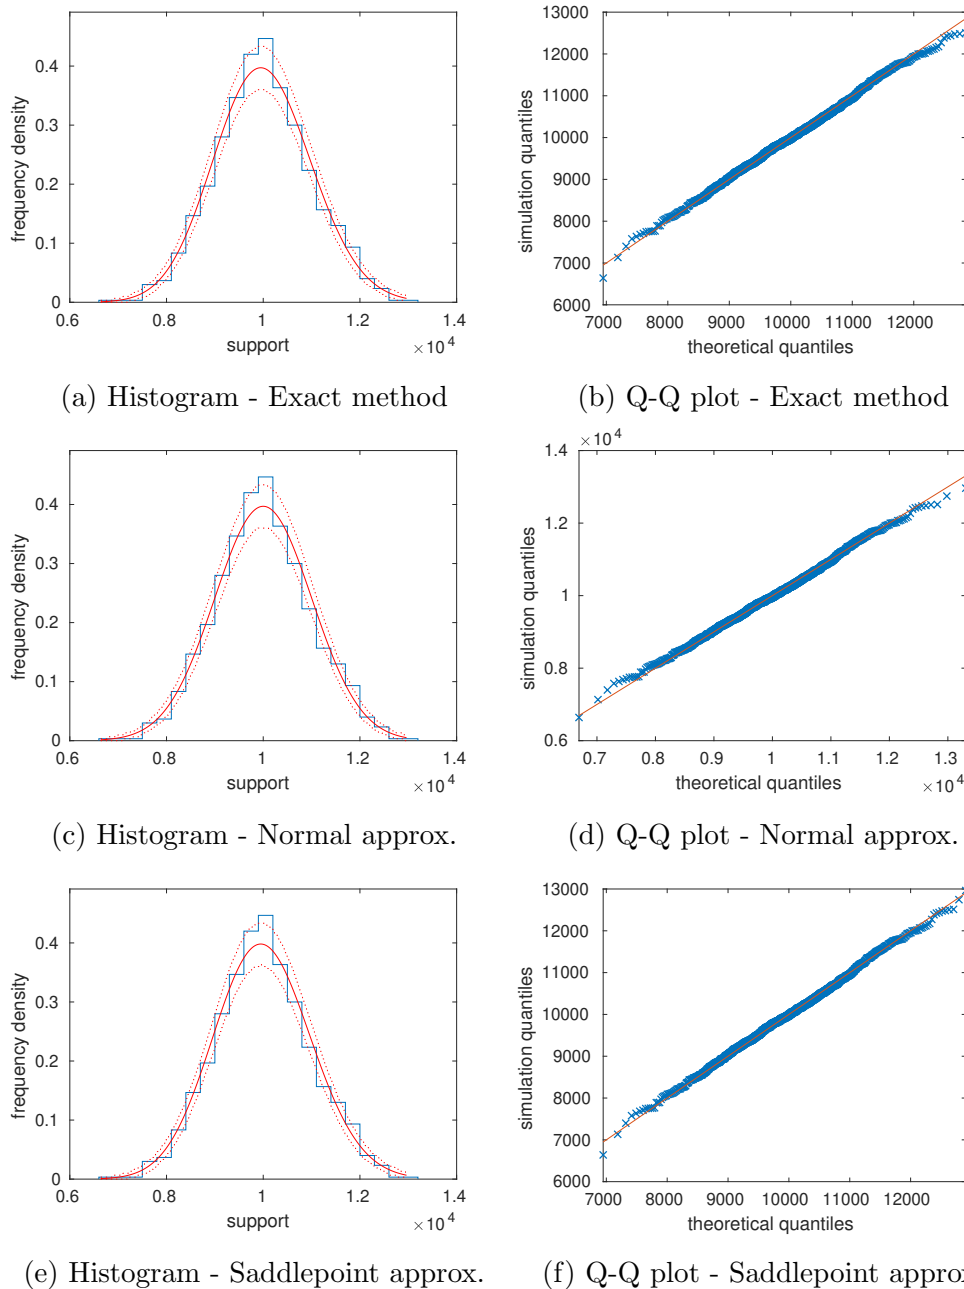 frequency density
0.4
0.3
0.2
0.1
0
0.6 0.8 1 1.2 1.4
support ×10⁴
(a) Histogram - Exact method
simulation quantiles
13000
12000
11000
10000
9000
8000
7000
6000
7000 8000 9000 10000 11000 12000
theoretical quantiles
(b) Q-Q plot - Exact method
frequency density
0.4
0.3
0.2
0.1
0
0.6 0.8 1 1.2 1.4
support ×10⁴
(c) Histogram - Normal approx.
×10⁴
simulation quantiles
1.4
1.2
1
0.8
0.6
0.7 0.8 0.9 1 1.1 1.2 1.3
theoretical quantiles ×10⁴
(d) Q-Q plot - Normal approx.
frequency density
0.4
0.3
0.2
0.1
0
0.6 0.8 1 1.2 1.4
support ×10⁴
(e) Histogram - Saddlepoint approx.
simulation quantiles
13000
12000
11000
10000
9000
8000
7000
6000
7000 8000 9000 10000 11000 12000
theoretical quantiles
(f) Q-Q plot - Saddlepoint approx